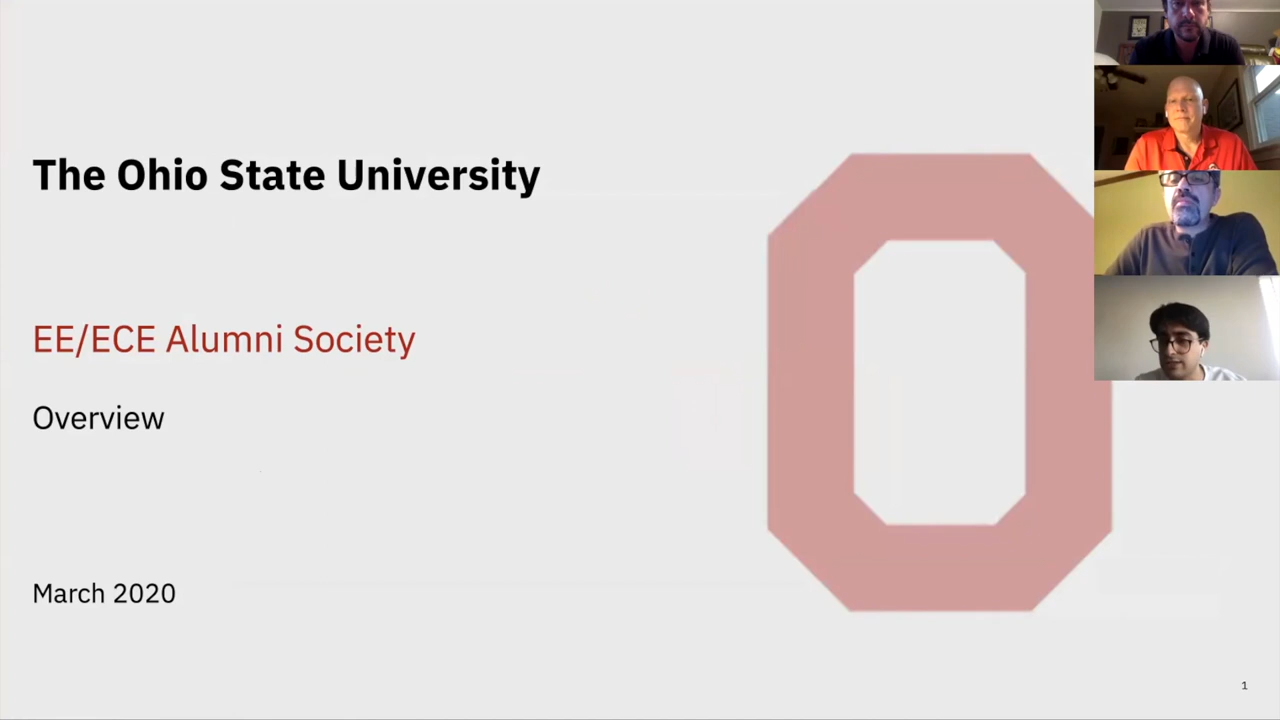 The Ohio State University
EE/ECE Alumni Society
Overview
March 2020
1